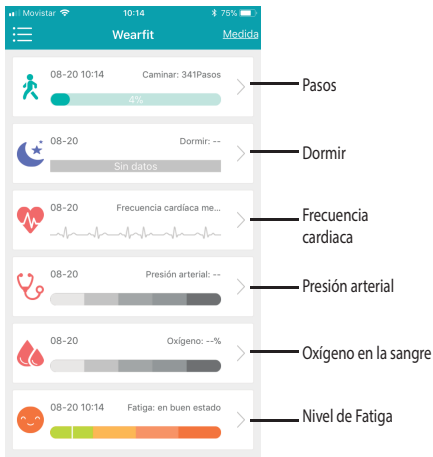 Movistar 10:14 75%
Wearfit Medida
08-20 10:14 Caminar: 341Pasos
4%
Pasos
08-20 Dormir: --
Sin datos
Dormir
08-20 Frecuencia cardíaca me...
Frecuencia
cardiaca
08-20 Presión arterial: --
Presión arterial
08-20 Oxígeno: --%
Oxígeno en la sangre
08-20 10:14 Fatiga: en buen estado
Nivel de Fatiga